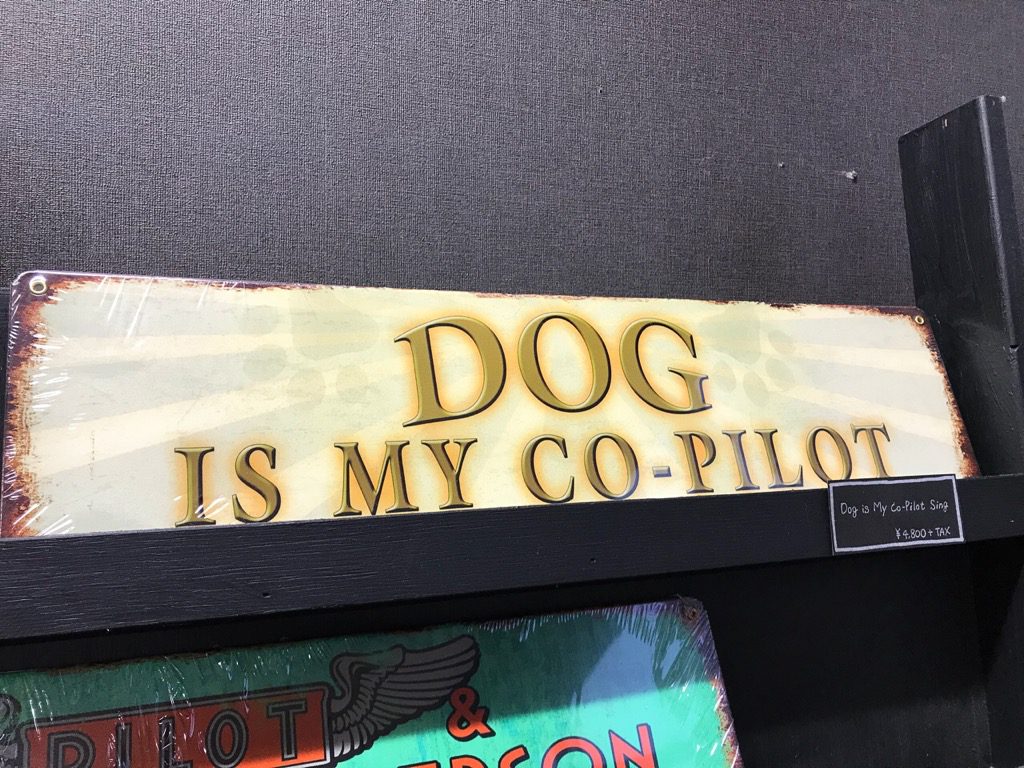 DOG
IS MY CO-PILOT
Dog is My Co-Pilot Sing
¥4,800+TAX
PILOT
&